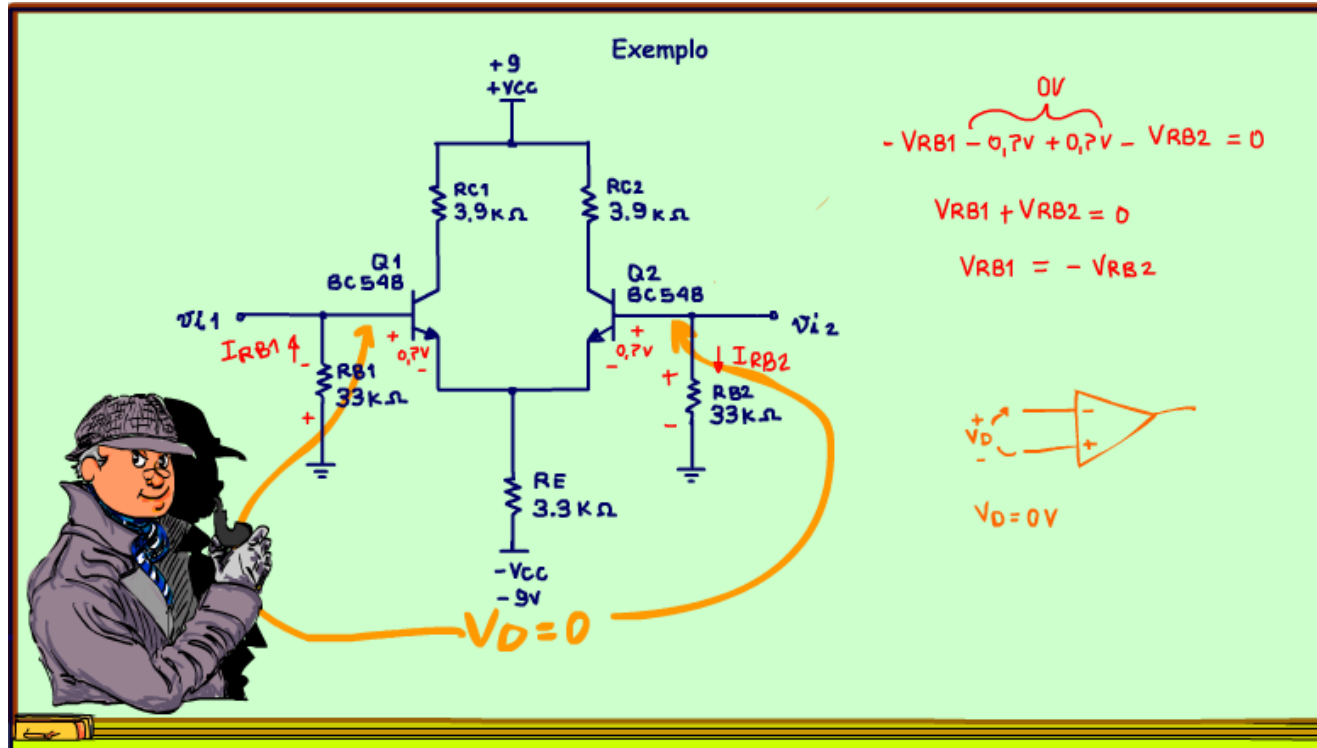 Exemplo
+9
+VCC
RC1
3,9KΩ
RC2
3.9KΩ
Q1
BC548
Q2
BC548
vi1
vi2
IRB1
+
0,7V
-
+
0,7V
-
IRB2
-
RB1
33KΩ
+
+
RB2
33KΩ
-
RE
3.3KΩ
-VCC
-9V
VD=0
0V
-VRB1-0,7V+0,7V-VRB2=0
VRB1+VRB2=0
VRB1=-VRB2
+
VD
-
-
+
VD=0V